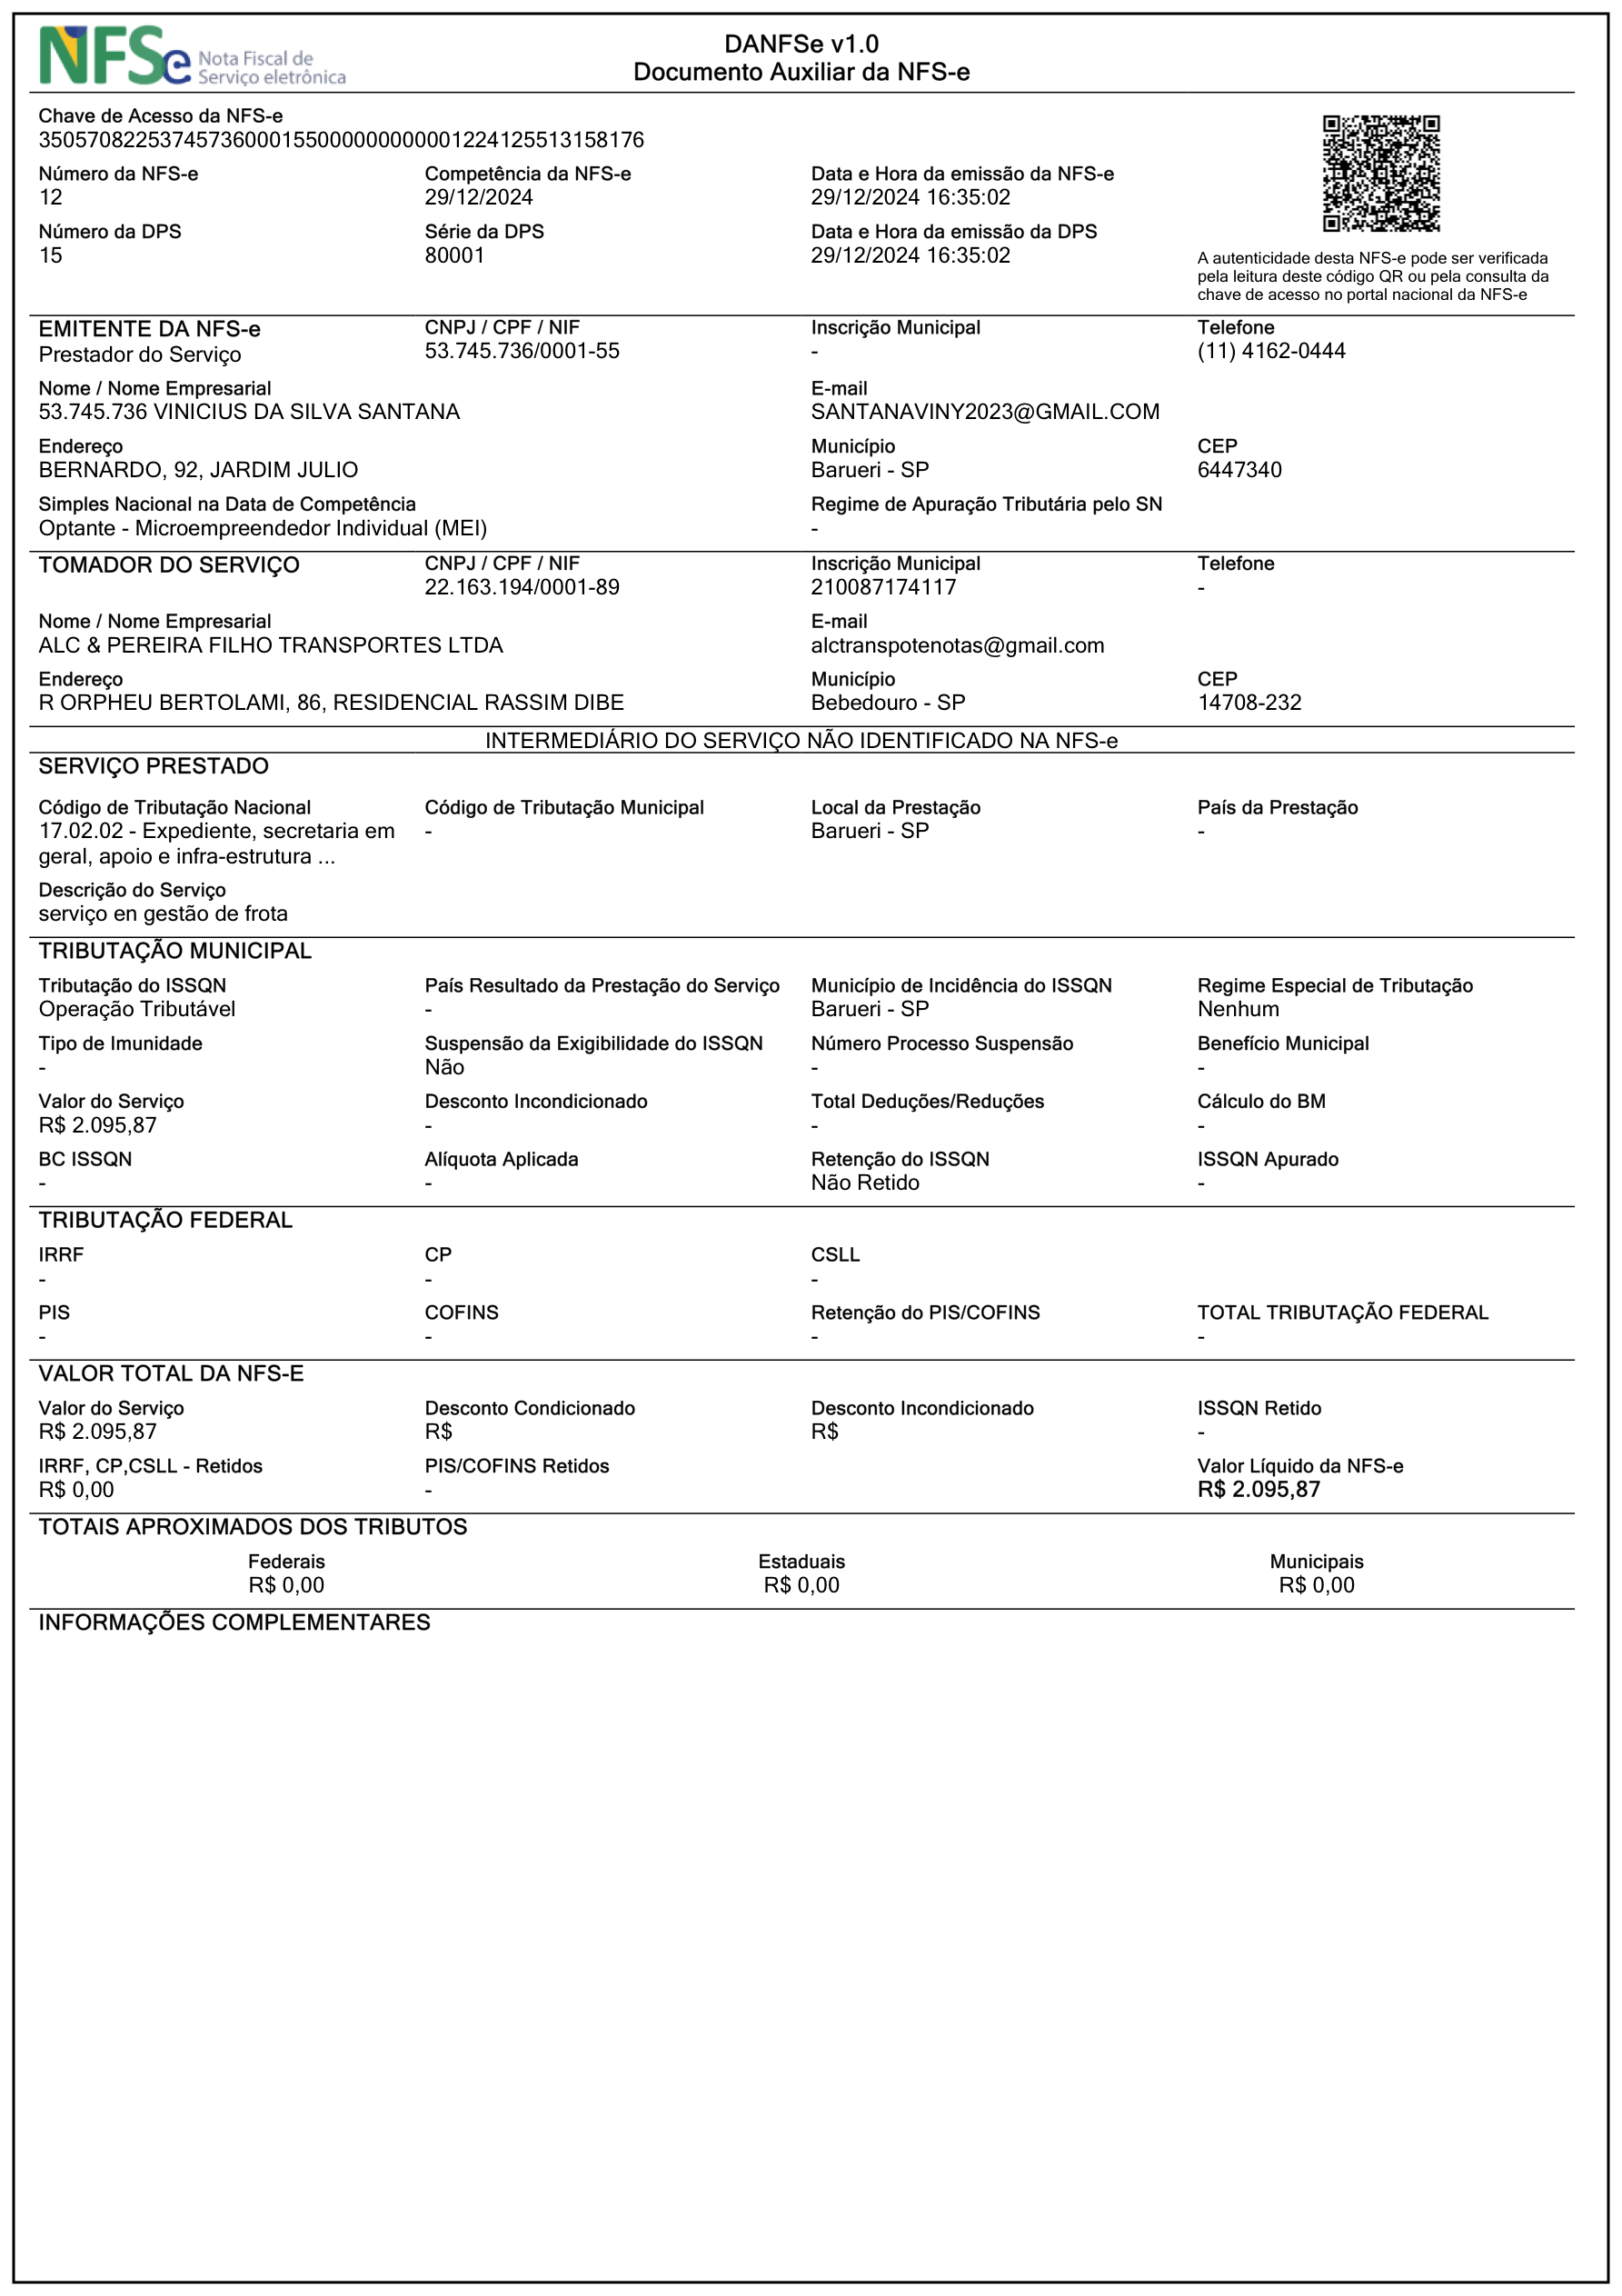 NFSe Nota Fiscal de
Serviço eletrônica
DANFSe v1.0
Documento Auxiliar da NFS-e
Chave de Acesso da NFS-e
35057082253745736000155000000000001224125513158176
Número da NFS-e Competência da NFS-e Data e Hora da emissão da NFS-e
12 29/12/2024 29/12/2024 16:35:02
Número da DPS Série da DPS Data e Hora da emissão da DPS
15 80001 29/12/2024 16:35:02
A autenticidade desta NFS-e pode ser verificada
pela leitura deste código QR ou pela consulta da
chave de acesso no portal nacional da NFS-e
EMITENTE DA NFS-e CNPJ / CPF / NIF Inscrição Municipal Telefone
Prestador do Serviço 53.745.736/0001-55 - (11) 4162-0444
Nome / Nome Empresarial E-mail
53.745.736 VINICIUS DA SILVA SANTANA SANTANAVINY2023@GMAIL.COM
Endereço Município CEP
BERNARDO, 92, JARDIM JULIO Barueri - SP 6447340
Simples Nacional na Data de Competência Regime de Apuração Tributária pelo SN
Optante - Microempreendedor Individual (MEI) -
TOMADOR DO SERVIÇO CNPJ / CPF / NIF Inscrição Municipal Telefone
22.163.194/0001-89 210087174117 -
Nome / Nome Empresarial E-mail
ALC & PEREIRA FILHO TRANSPORTES LTDA alctranspotenotas@gmail.com
Endereço Município CEP
R ORPHEU BERTOLAMI, 86, RESIDENCIAL RASSIM DIBE Bebedouro - SP 14708-232
INTERMEDIÁRIO DO SERVIÇO NÃO IDENTIFICADO NA NFS-e
SERVIÇO PRESTADO
Código de Tributação Nacional Código de Tributação Municipal Local da Prestação País da Prestação
17.02.02 - Expediente, secretaria em - Barueri - SP -
geral, apoio e infra-estrutura ...
Descrição do Serviço
serviço en gestão de frota
TRIBUTAÇÃO MUNICIPAL
Tributação do ISSQN País Resultado da Prestação do Serviço Município de Incidência do ISSQN Regime Especial de Tributação
Operação Tributável - Barueri - SP Nenhum
Tipo de Imunidade Suspensão da Exigibilidade do ISSQN Número Processo Suspensão Benefício Municipal
- Não - -
Valor do Serviço Desconto Incondicionado Total Deduções/Reduções Cálculo do BM
R$ 2.095,87 - - -
BC ISSQN Alíquota Aplicada Retenção do ISSQN ISSQN Apurado
- - Não Retido -
TRIBUTAÇÃO FEDERAL
IRRF CP CSLL
- - -
PIS COFINS Retenção do PIS/COFINS TOTAL TRIBUTAÇÃO FEDERAL
- - - -
VALOR TOTAL DA NFS-E
Valor do Serviço Desconto Condicionado Desconto Incondicionado ISSQN Retido
R$ 2.095,87 R$ R$ -
IRRF, CP,CSLL - Retidos PIS/COFINS Retidos Valor Líquido da NFS-e
R$ 0,00 - R$ 2.095,87
TOTAIS APROXIMADOS DOS TRIBUTOS
Federais Estaduais Municipais
R$ 0,00 R$ 0,00 R$ 0,00
INFORMAÇÕES COMPLEMENTARES